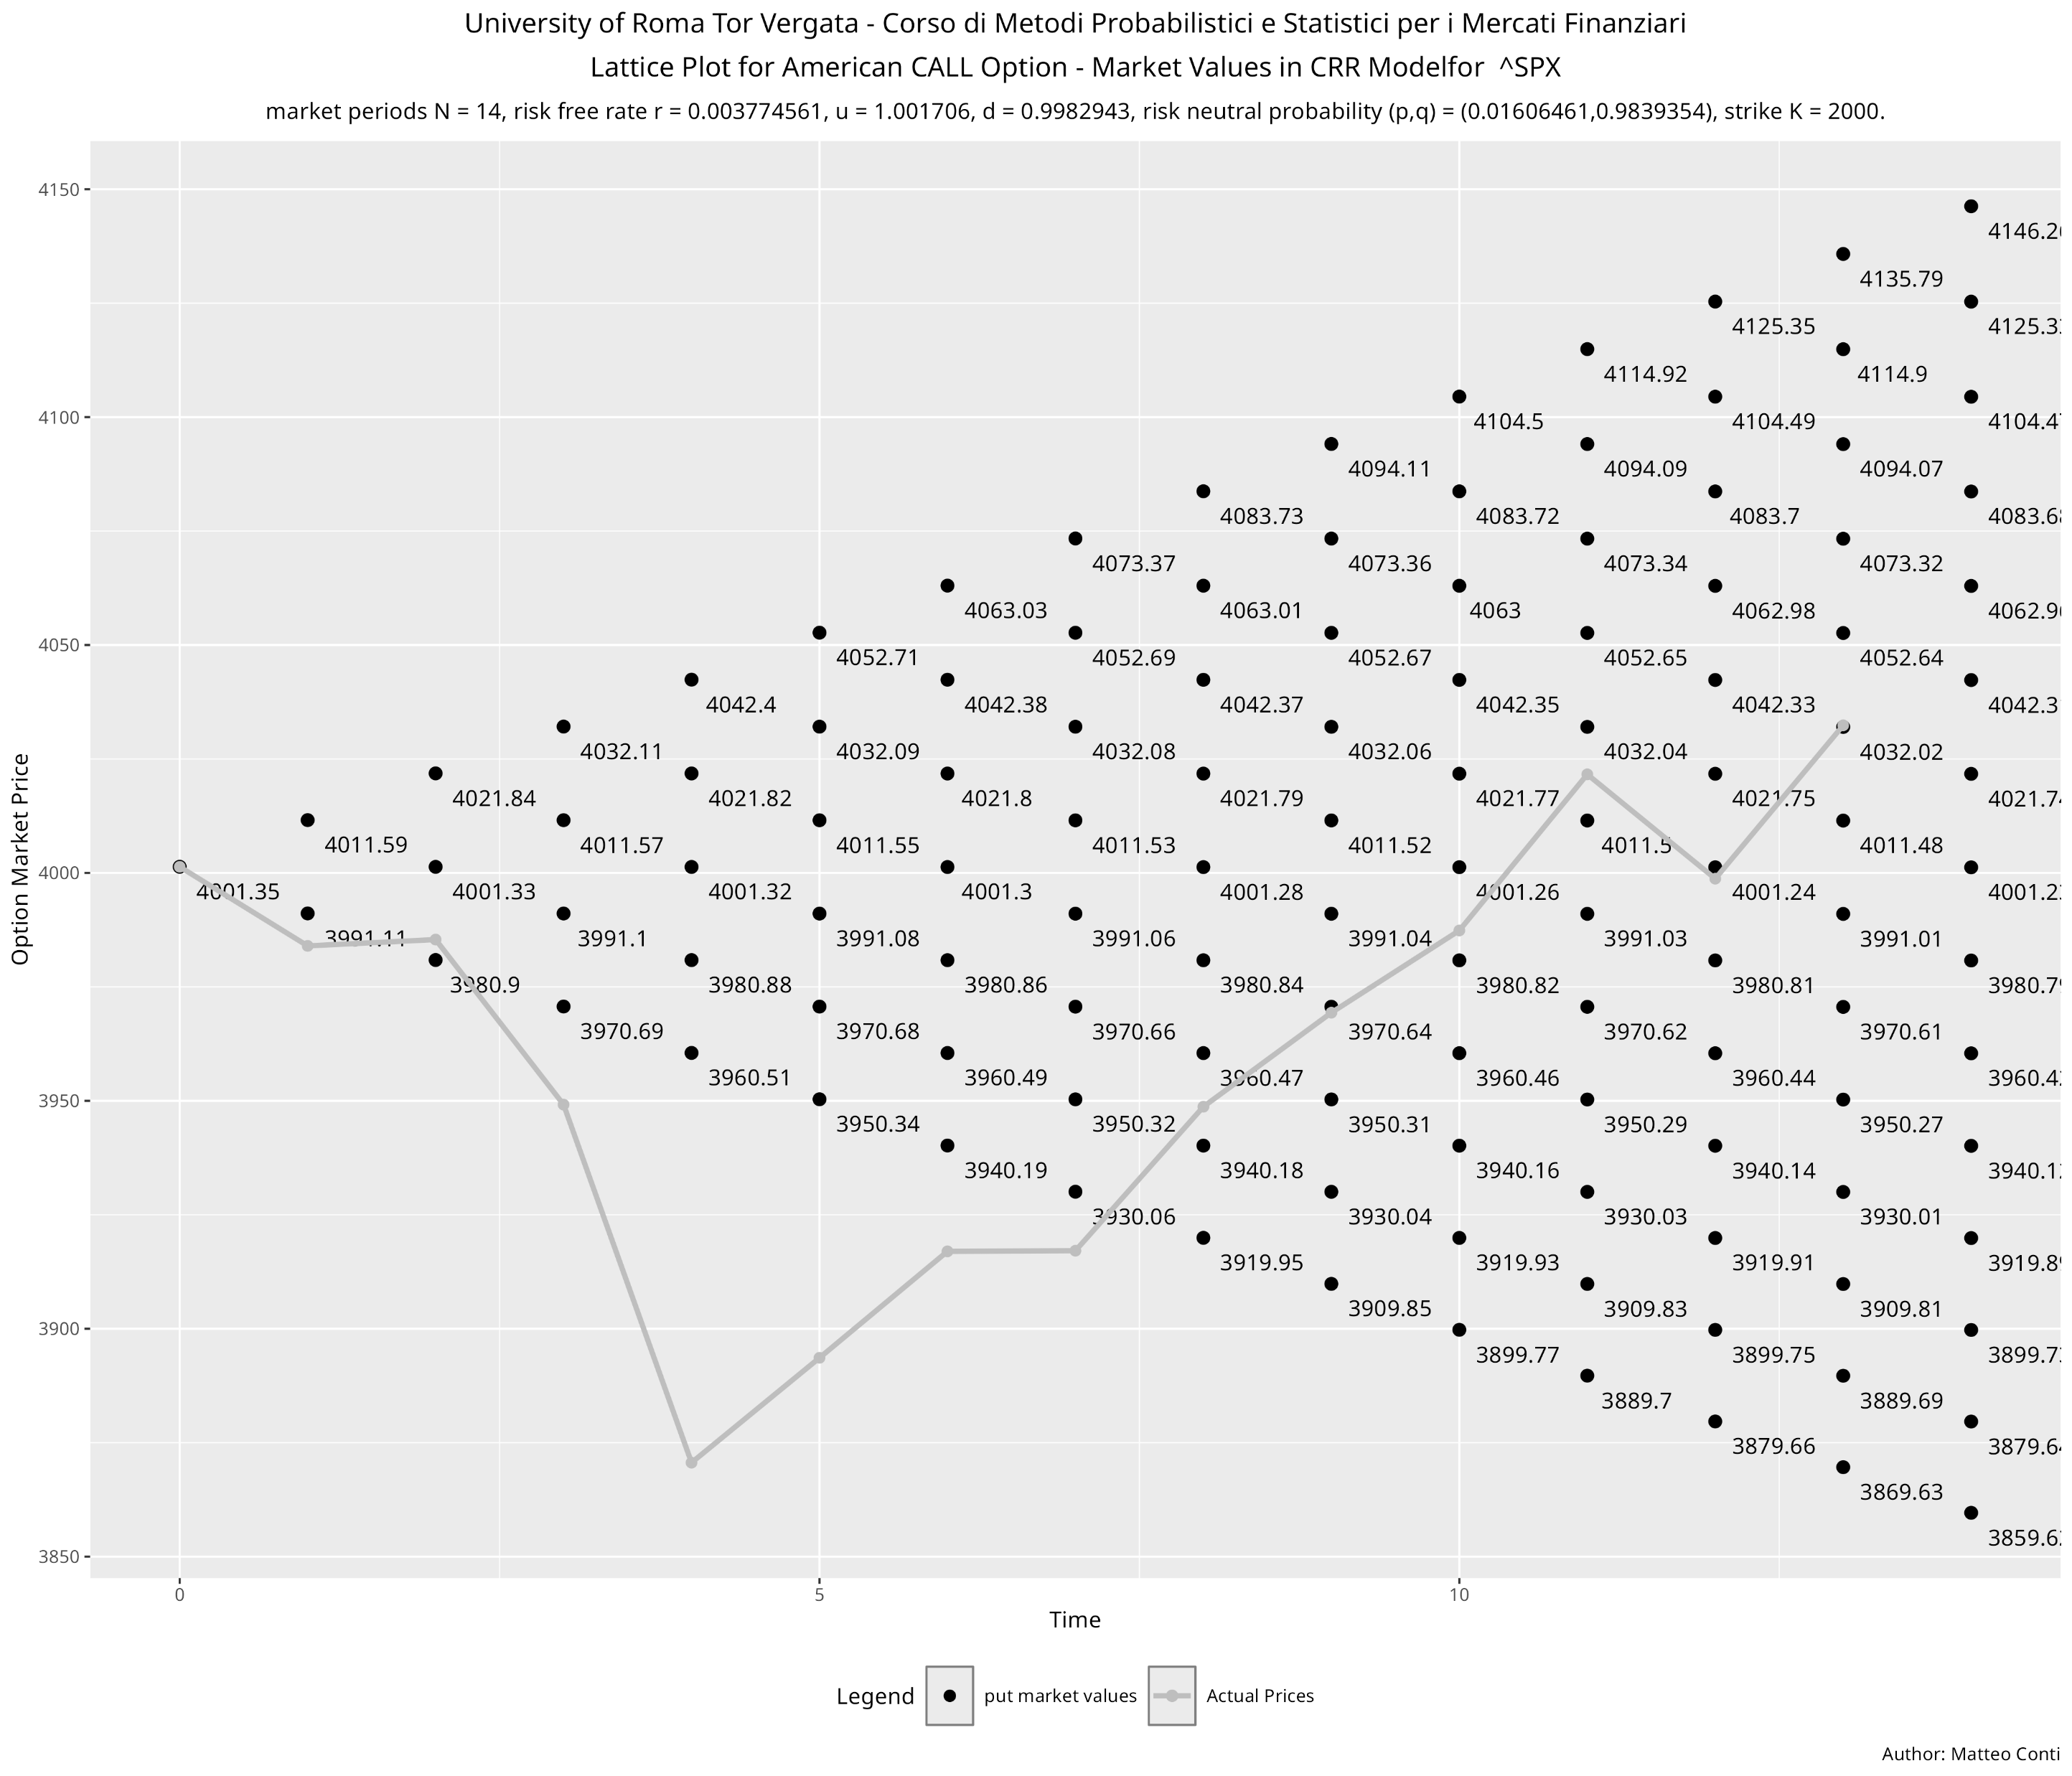 University of Roma Tor Vergata - Corso di Metodi Probabilistici e Statistici per i Mercati Finanziari
Lattice Plot for American CALL Option - Market Values in CRR Modelfor ^SPX
market periods N = 14, risk free rate r = 0.003774561, u = 1.001706, d = 0.9982943, risk neutral probability (p,q) = (0.01606461,0.9839354), strike K = 2000.
4150
4146.2
4135.79
4125.35 4125.3
4114.92 4114.9
4100
4104.5 4104.49 4104.4
4094.11 4094.09 4094.07
4083.73 4083.72 4083.7 4083.6
4073.37 4073.36 4073.34 4073.32
4063.03 4063.01 4063 4062.98 4062.9
4050
4052.71 4052.69 4052.67 4052.65 4052.64
4042.4 4042.38 4042.37 4042.35 4042.33 4042.3
4032.11 4032.09 4032.08 4032.06 4032.04 4032.02
4021.84 4021.82 4021.8 4021.79 4021.77 4021.75 4021.7
4011.59 4011.57 4011.55 4011.53 4011.52 4011.5 4011.48
4000
4001.35 4001.33 4001.32 4001.3 4001.28 4001.26 4001.24 4001.2
3991.11 3991.1 3991.08 3991.06 3991.04 3991.03 3991.01
3980.9 3980.88 3980.86 3980.84 3980.82 3980.81 3980.7
3970.69 3970.68 3970.66 3970.64 3970.62 3970.61
3960.51 3960.49 3960.47 3960.46 3960.44 3960.4
3950
3950.34 3950.32 3950.31 3950.29 3950.27
3940.19 3940.18 3940.16 3940.14 3940.1
3930.06 3930.04 3930.03 3930.01
3919.95 3919.93 3919.91 3919.8
3909.85 3909.83 3909.81
3900
3899.77 3899.75 3899.7
3889.7 3889.69
3879.66 3879.6
3869.63
3859.6
3850
0 5 10
Option Market Price
Time
Legend put market values Actual Prices
Author: Matteo Conti